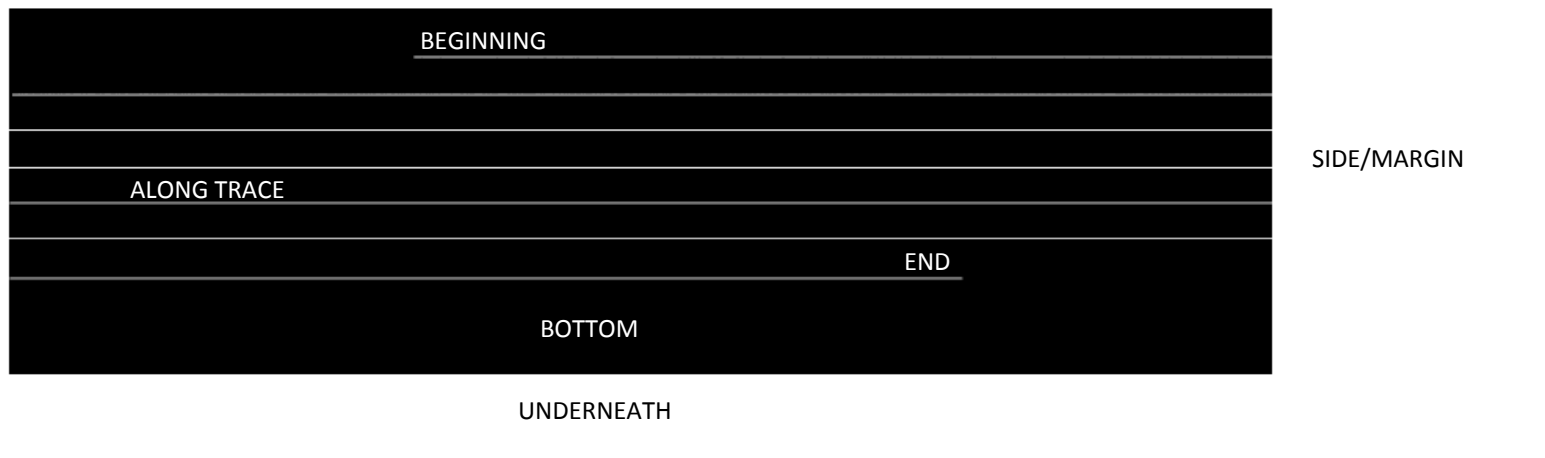 BEGINNING
SIDE/MARGIN
ALONG TRACE
END
BOTTOM
UNDERNEATH